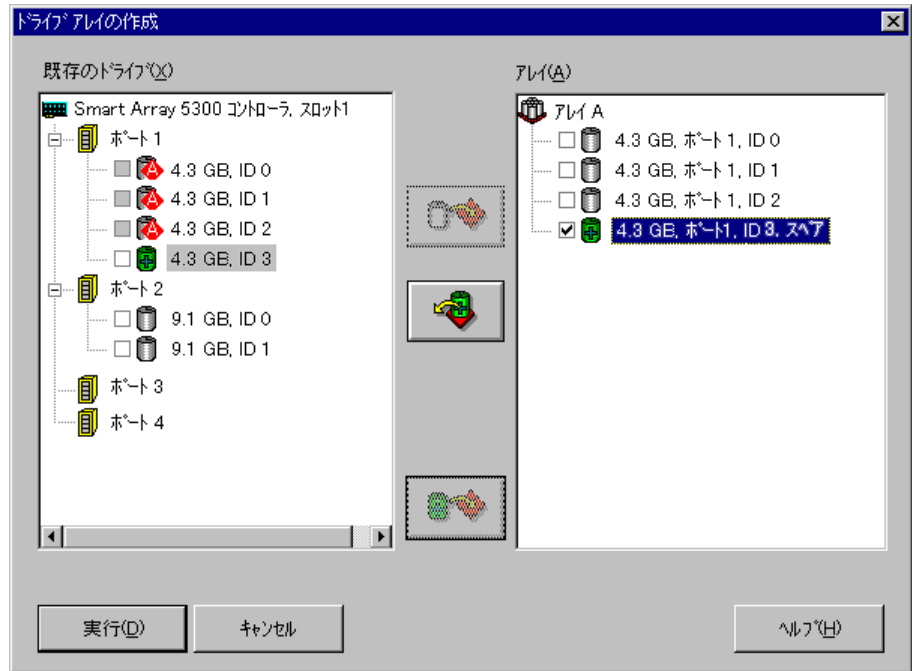 ﾄﾞﾗｲﾌﾞ ｱﾚｲの作成
既存のﾄﾞﾗｲﾌﾞ(X)
Smart Array 5300 ｺﾝﾄﾛｰﾗ, ｽﾛｯﾄ1
ﾎﾟｰﾄ 1
4.3 GB, ID 0
4.3 GB, ID 1
4.3 GB, ID 2
4.3 GB, ID 3
ﾎﾟｰﾄ 2
9.1 GB, ID 0
9.1 GB, ID 1
ﾎﾟｰﾄ 3
ﾎﾟｰﾄ 4
ｱﾚｲ(A)
ｱﾚｲ A
4.3 GB, ﾎﾟｰﾄ 1, ID 0
4.3 GB, ﾎﾟｰﾄ 1, ID 1
4.3 GB, ﾎﾟｰﾄ 1, ID 2
4.3 GB, ﾎﾟｰﾄ1, ID 3, ｽﾍﾟｱ
実行(D)
ｷｬﾝｾﾙ
ﾍﾙﾌﾟ(H)